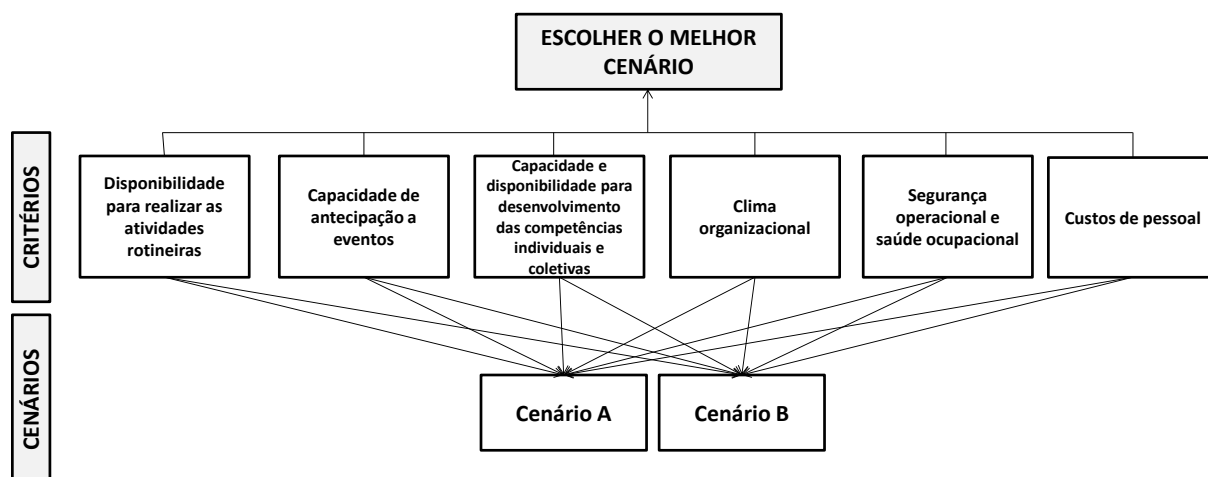 ESCOLHER O MELHOR
CENÁRIO
CRITÉRIOS
Disponibilidade
para realizar as
atividades
rotineiras
Capacidade de
antecipação a
eventos
Capacidade e
disponibilidade para
desenvolvimento
das competências
individuais e
coletivas
Clima
organizacional
Segurança
operacional e
saúde ocupacional
Custos de pessoal
CENÁRIOS
Cenário A
Cenário B